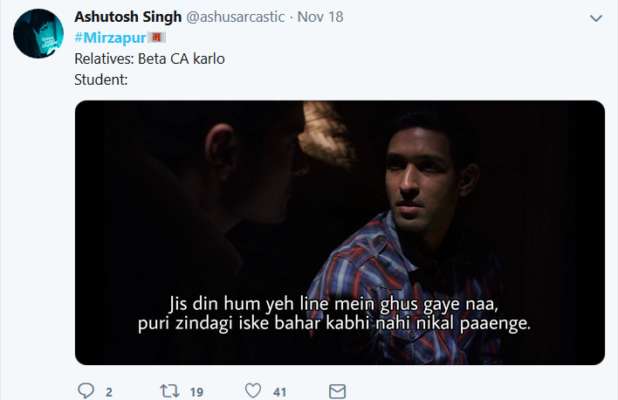 Ashutosh Singh @ashusarcastic · Nov 18
#Mirzapur
Relatives: Beta CA karlo
Student:
Jis din hum yeh line mein ghus gaye naa,
puri zindagi iske bahar kabhi nahi nikal paaenge.
2 19 41